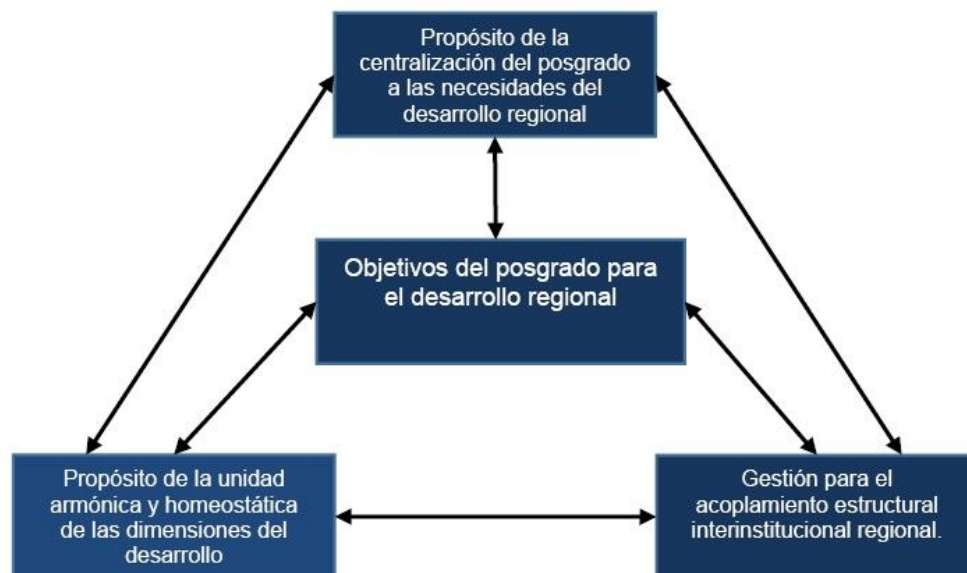 Propósito de la
centralización del posgrado
a las necesidades del
desarrollo regional
Objetivos del posgrado para
el desarrollo regional
Propósito de la unidad
armónica y homeostática
de las dimensiones del
desarrollo
Gestión para el
acoplamiento estructural
interinstitucional regional.